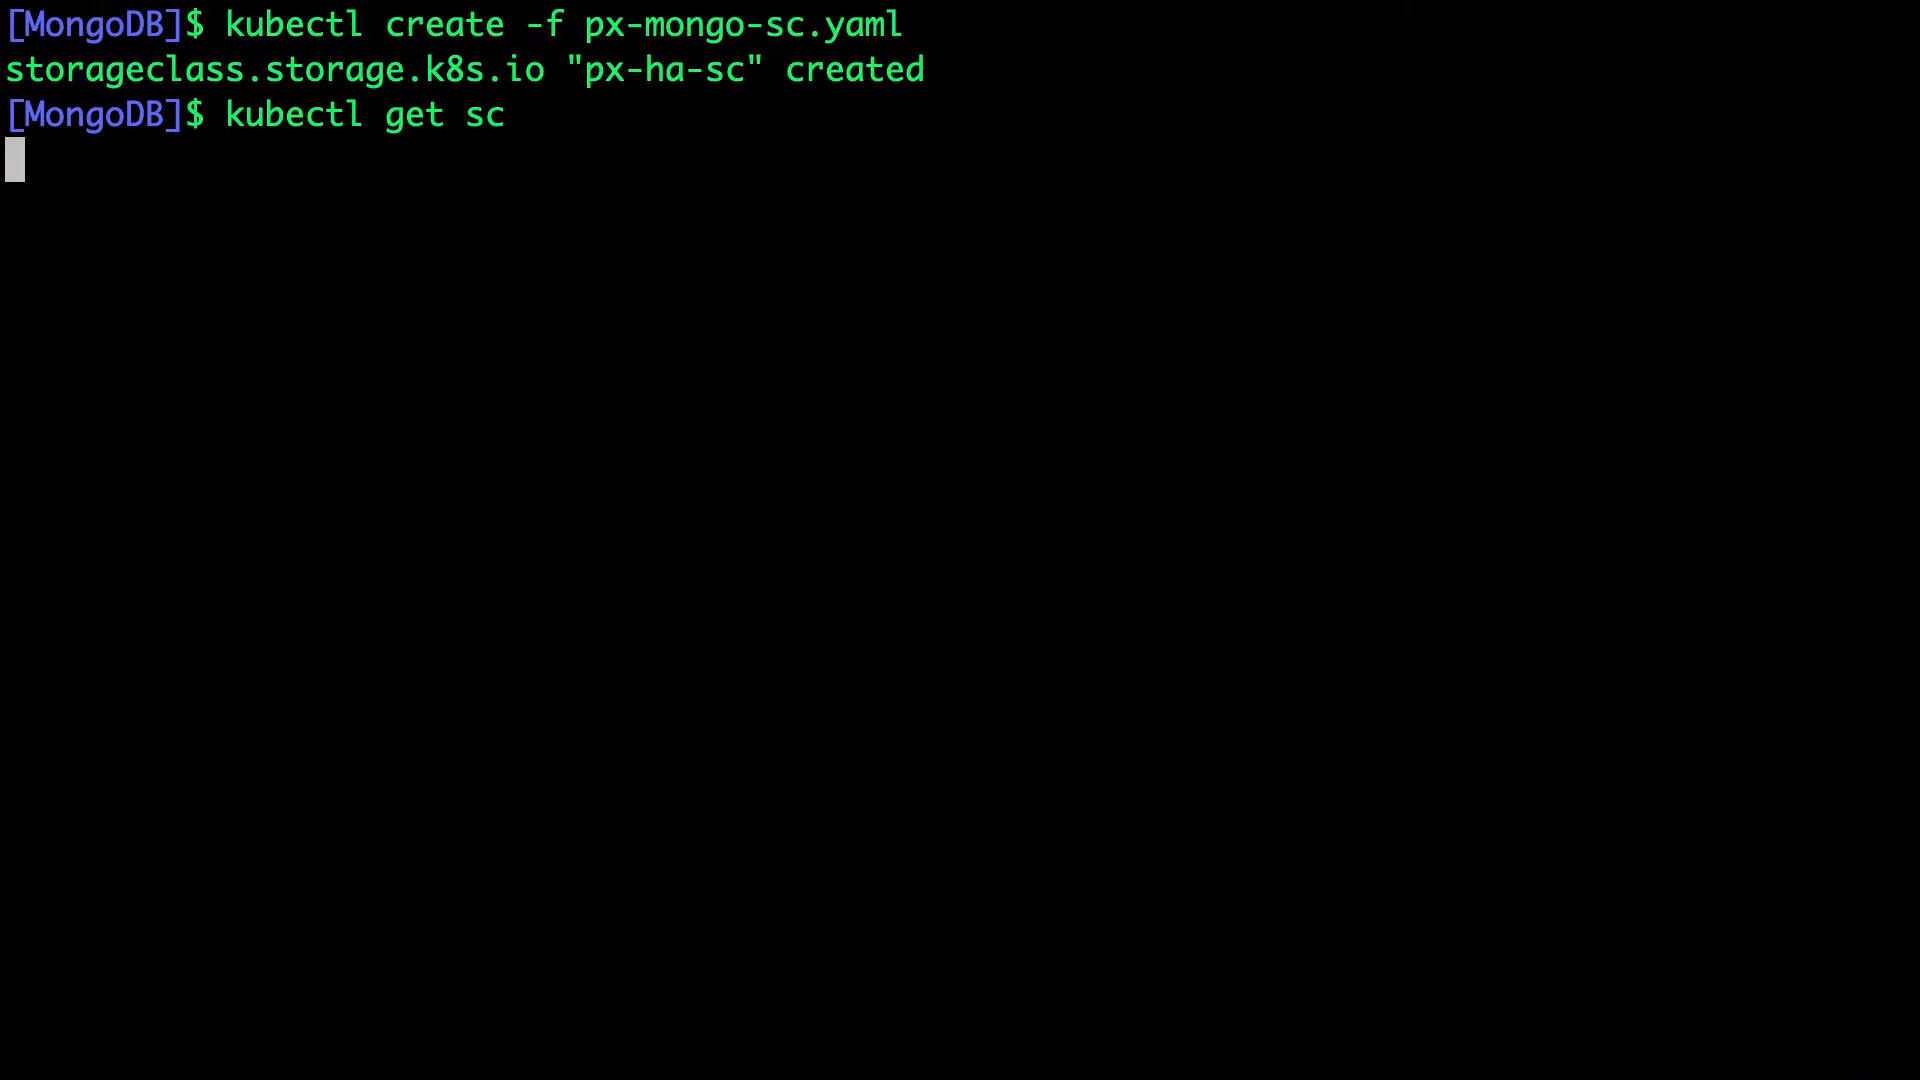 [MongoDB]$ kubectl create -f px-mongo-sc.yaml
storageclass.storage.k8s.io "px-ha-sc" created
[MongoDB]$ kubectl get sc